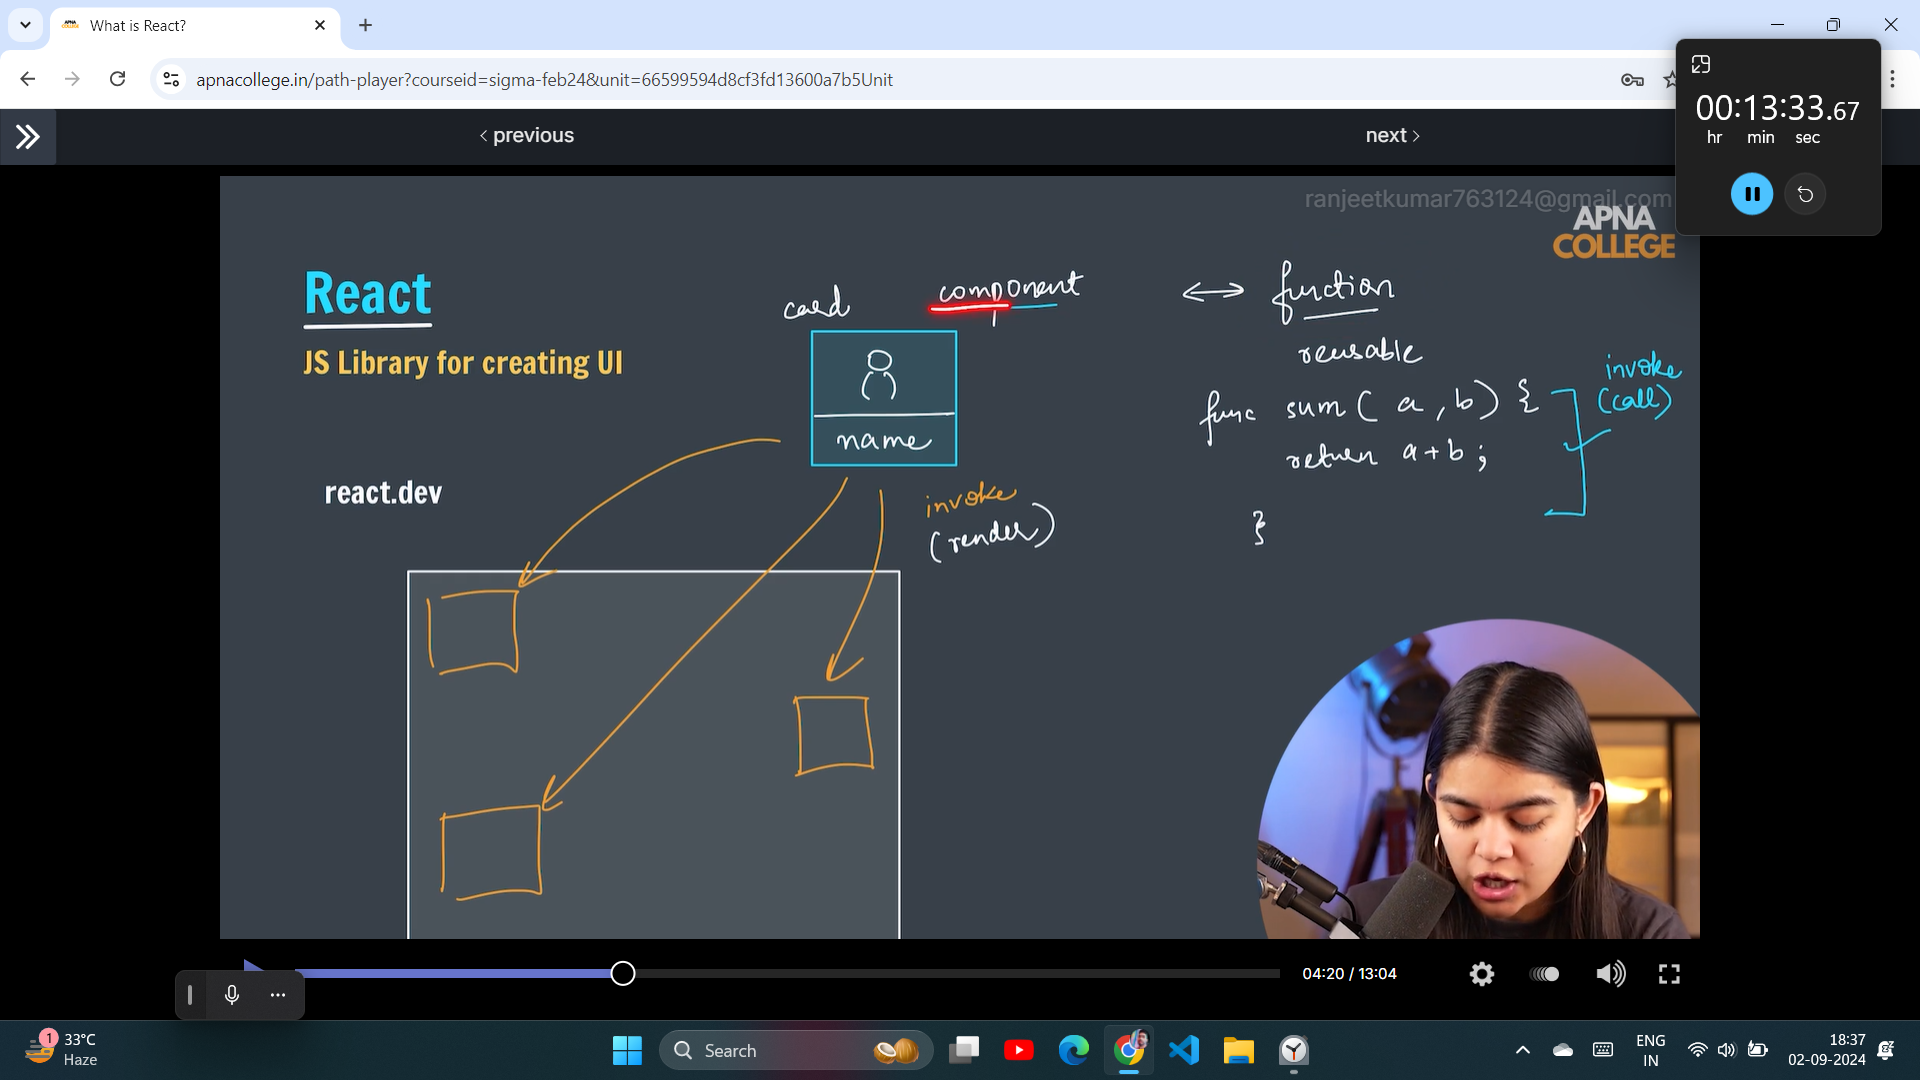 What is React?
apnacollege.in/path-player?courseid=sigma-feb24&unit=66599594d8cf3fd13600a7b5Unit
00:13:33.67
hr min sec
< previous
next >
ranjeetkumar763124@gmail.com
APNA
COLLEGE
React
JS Library for creating UI
react.dev
card
component
function
reusable
name
invoke
(render)
func sum ( a , b ) {
return a + b ;
}
invoke
(call)
04:20 / 13:04
1
33°C
Haze
Search
ENG
IN
18:37
02-09-2024